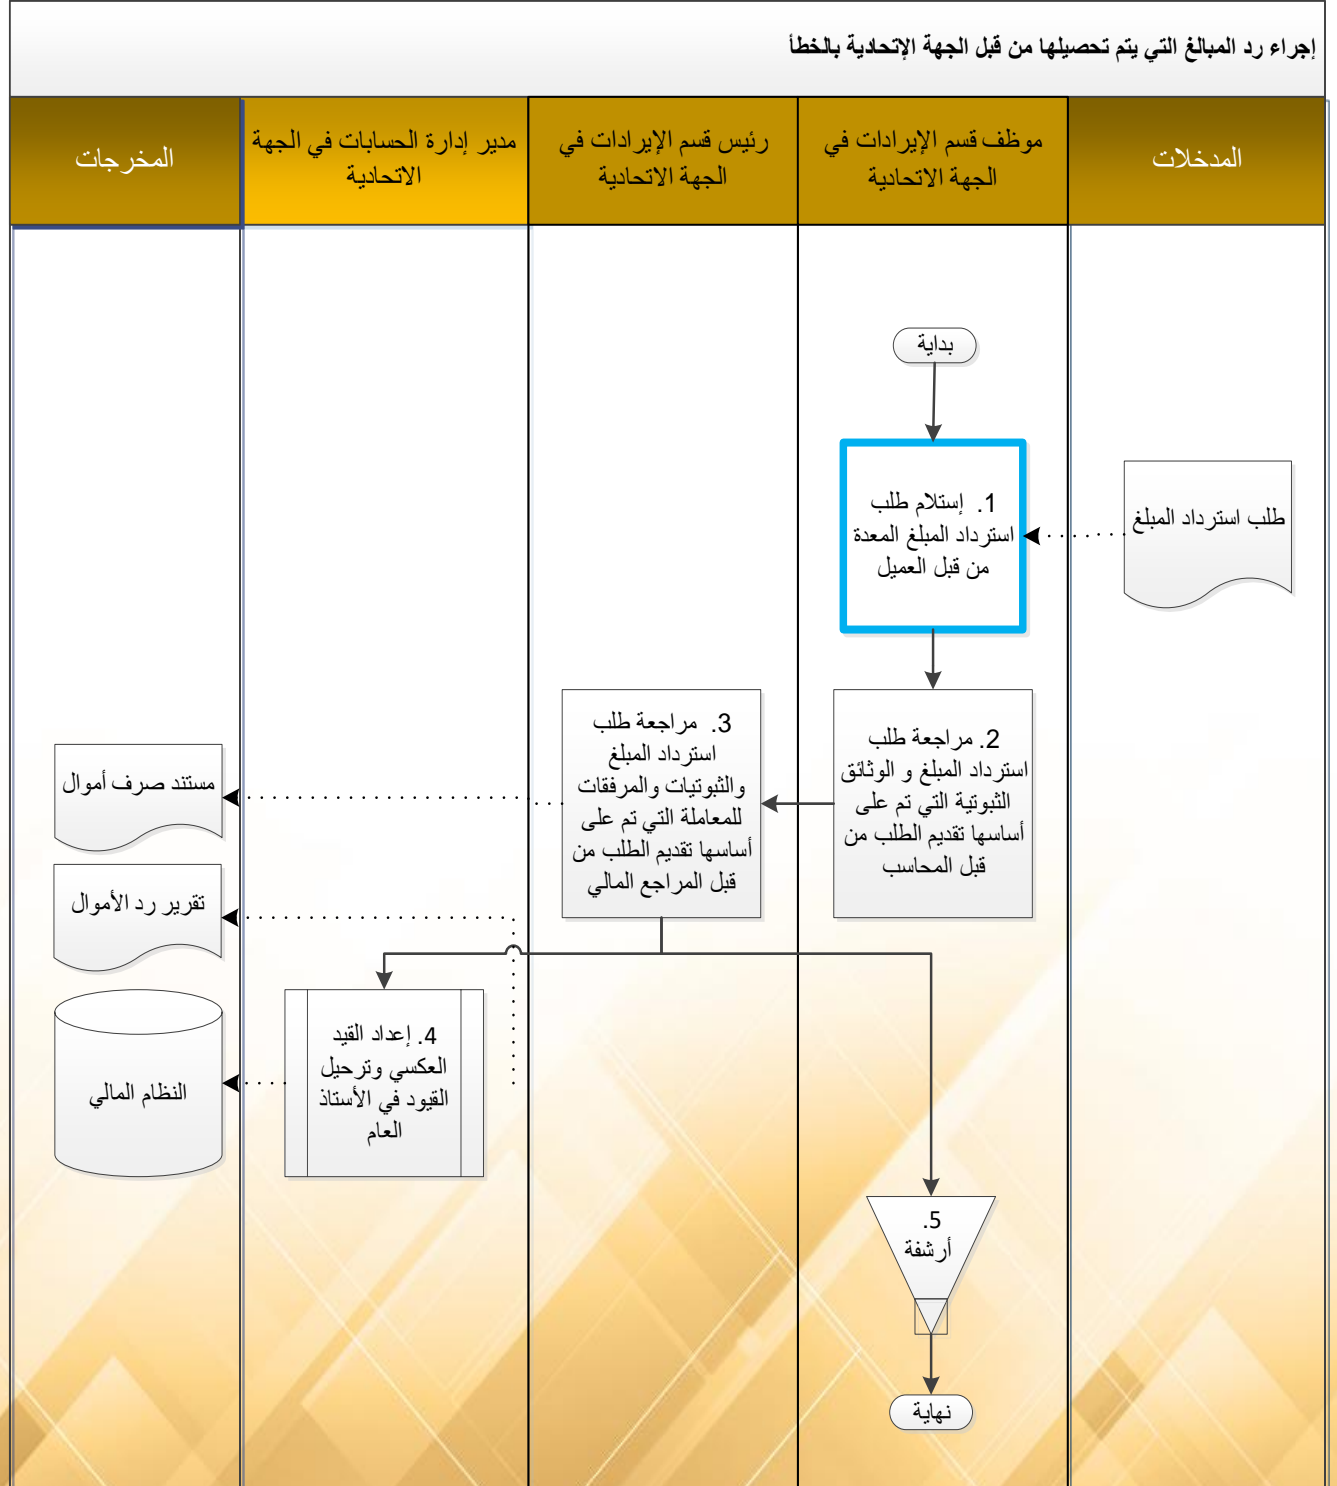 إجراء رد المبالغ التي يتم تحصيلها من قبل الجهة الإتحادية بالخطأ
المدخلات
موظف قسم الإيرادات في
الجهة الاتحادية
رئيس قسم الإيرادات في
الجهة الاتحادية
مدير إدارة الحسابات في الجهة
الاتحادية
المخرجات
بداية
1. إستلام طلب
استرداد المبلغ المعدة
من قبل العميل
طلب استرداد المبلغ
2. مراجعة طلب
استرداد المبلغ و الوثائق
الثبوتية التي تم على
أساسها تقديم الطلب من
قبل المحاسب
3. مراجعة طلب
استرداد المبلغ
والثبوتيات والمرفقات
للمعاملة التي تم على
أساسها تقديم الطلب من
قبل المراجع المالي
مستند صرف أموال
تقرير رد الأموال
4. إعداد القيد
العكسي وترحيل
القيود في الأستاذ
العام
النظام المالي
5.
أرشفة
نهاية